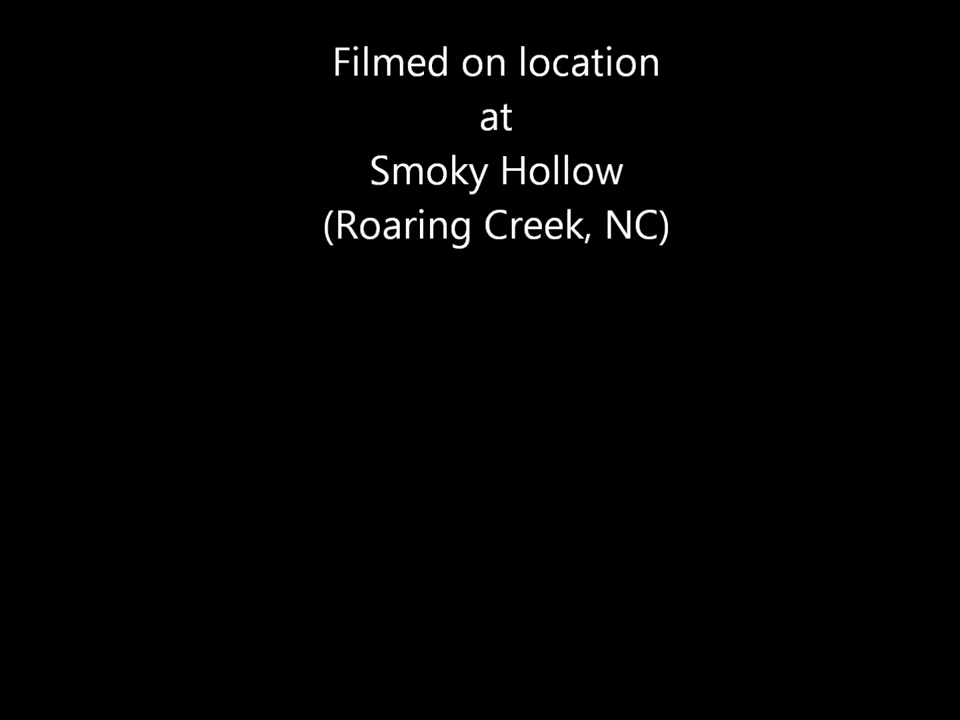 Filmed on location
at
Smoky Hollow
(Roaring Creek, NC)